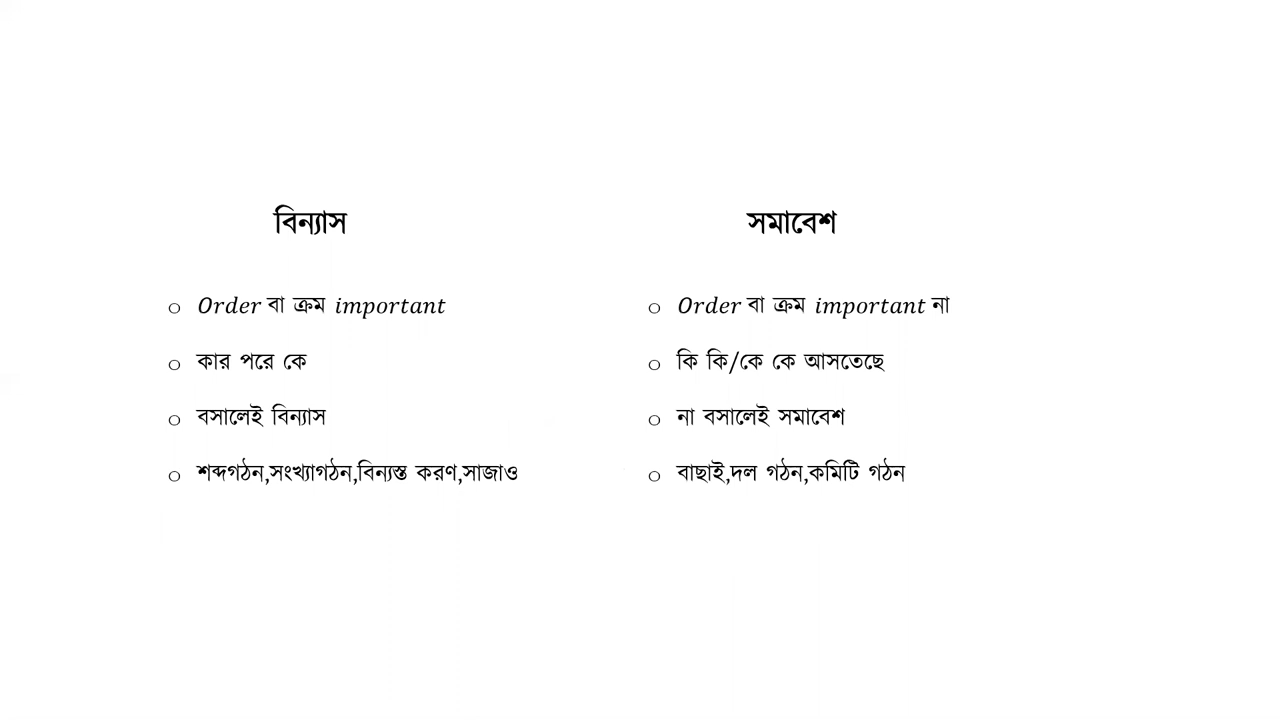 বিন্যাস
Order বা ক্রম important
কার পরে কে
বসালেই বিন্যাস
শব্দগঠন,সংখ্যাগঠন,বিন্যস্ত করণ,সাজাও
সমাবেশ
Order বা ক্রম important না
কি কি/কে কে আসতেছে
না বসালেই সমাবেশ
বাছাই,দল গঠন,কমিটি গঠন